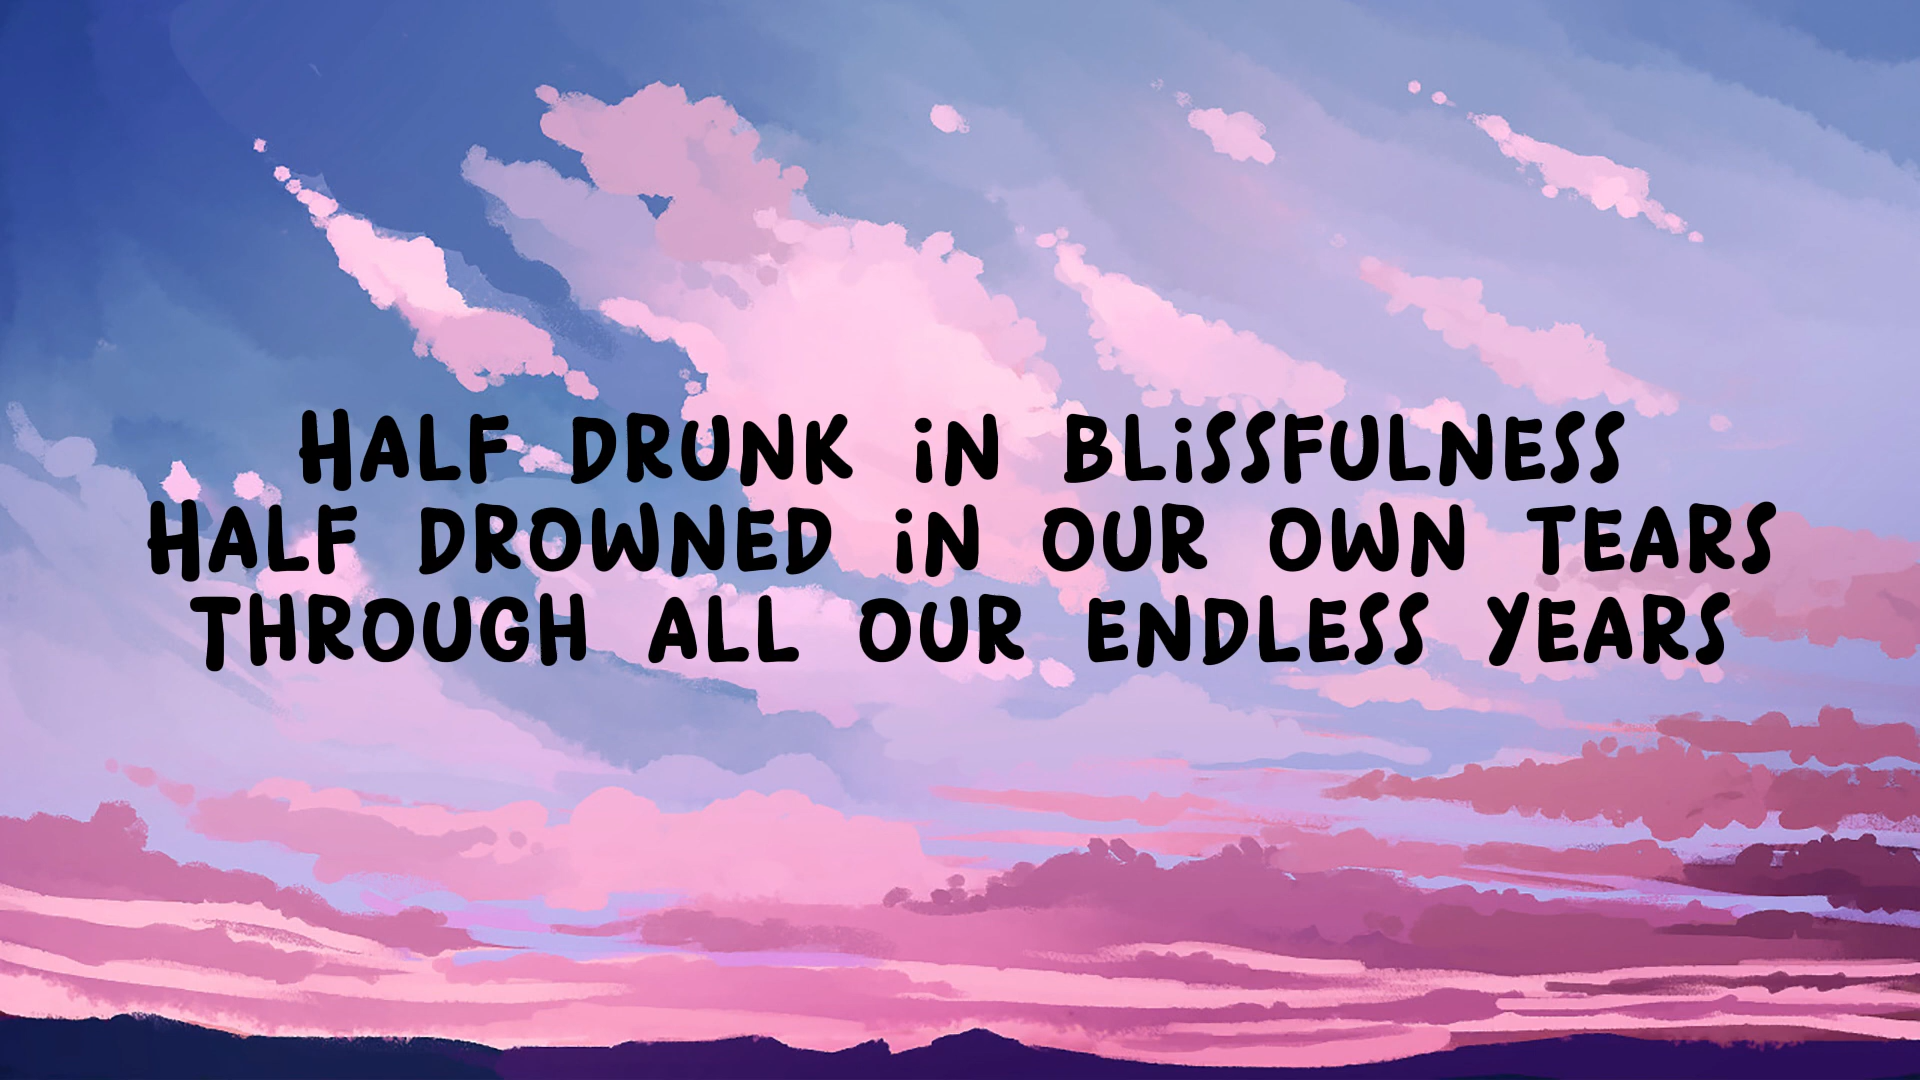 HALF DRUNK iN BLiSSFULNESS
HALF DROWNED iN OUR OWN TEARS
THROUGH ALL OUR ENDLESS YEARS